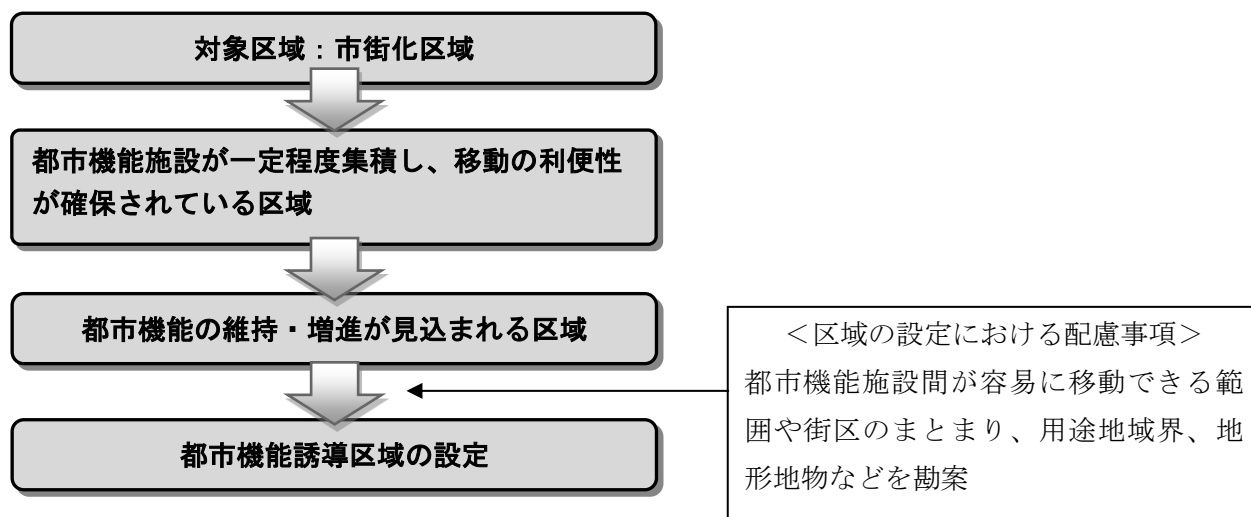 対象区域：市街化区域
都市機能施設が一定程度集積し、移動の利便性
が確保されている区域
都市機能の維持・増進が見込まれる区域
＜区域の設定における配慮事項＞
都市機能施設間が容易に移動できる範
囲や街区のまとまり、用途地域界、地
形地物などを勘案
都市機能誘導区域の設定